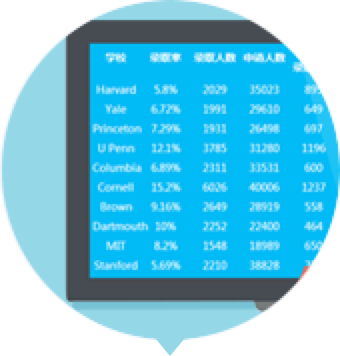 学校 录取率 录取人数 申请人数
Harvard 5.8% 2029 35023
Yale 6.72% 1991 29610 649
Princeton 7.29% 1931 26498 697
U Penn 12.1% 3785 31280 1196
Columbia 6.89% 2311 33531 600
Cornell 15.2% 6026 40006 1237
Brown 9.16% 2649 28919 558
Dartmouth 10% 2252 22400 464
MIT 8.2% 1548 18989 650
Stanford 5.69% 2210 38828